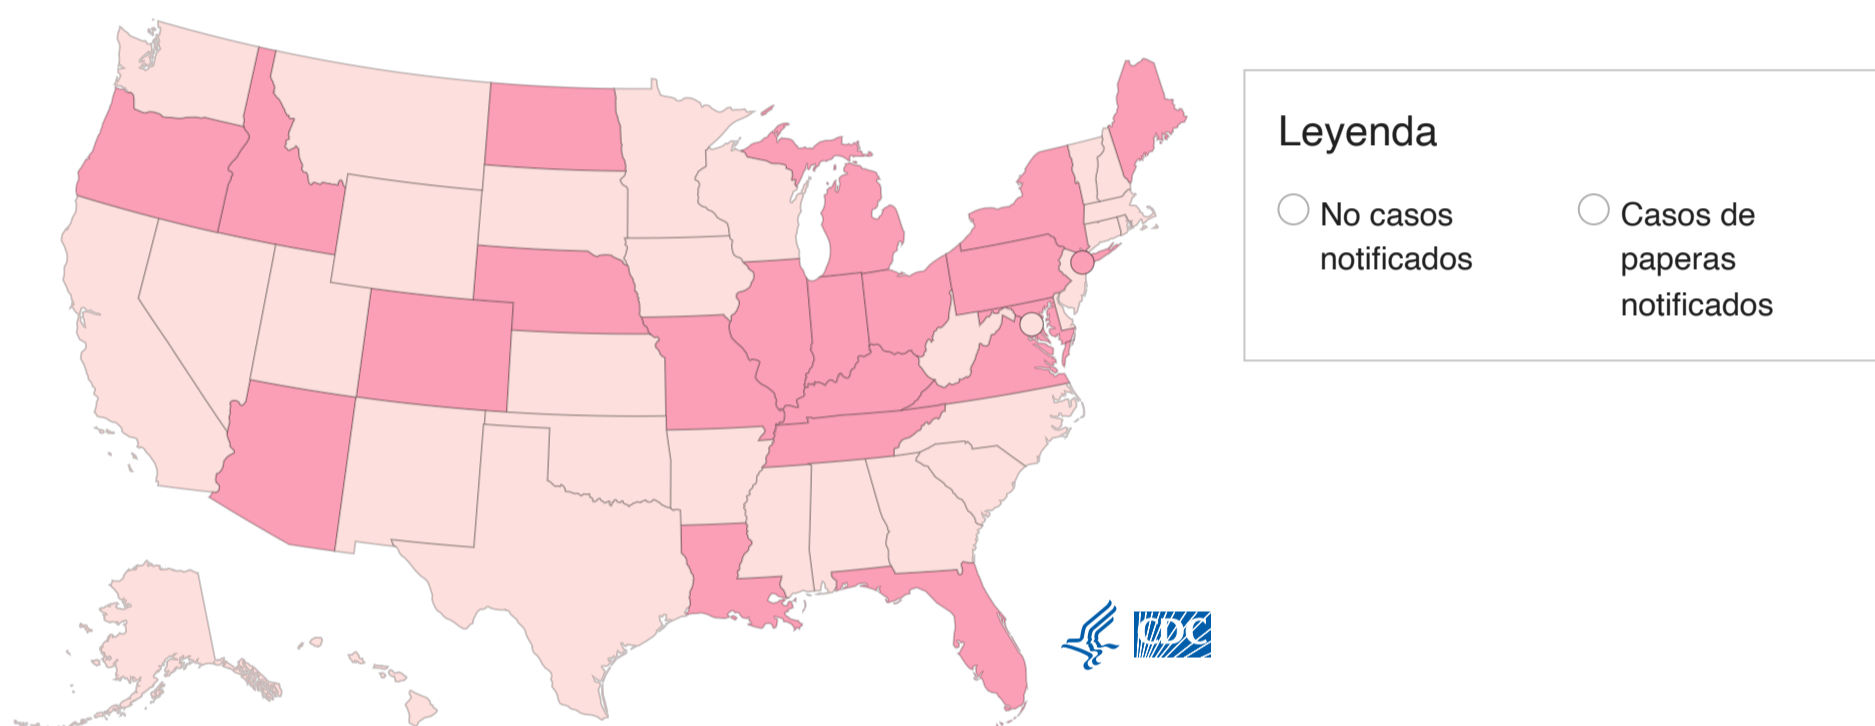 Leyenda
No casos
notificados
Casos de
paperas
notificados
CDC